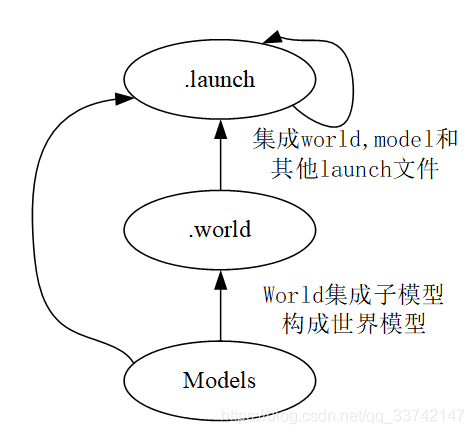 .launch
集成world,model和
其他launch文件
.world
World集成子模型
构成世界模型
Models
https://blog.csdn.net/qq_33742147